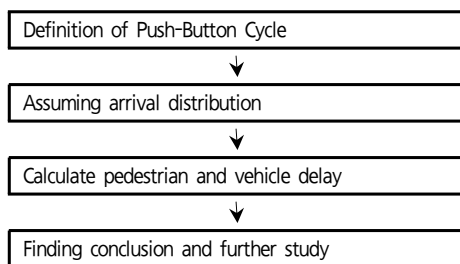 Definition of Push-Button Cycle
Assuming arrival distribution
Calculate pedestrian and vehicle delay
Finding conclusion and further study